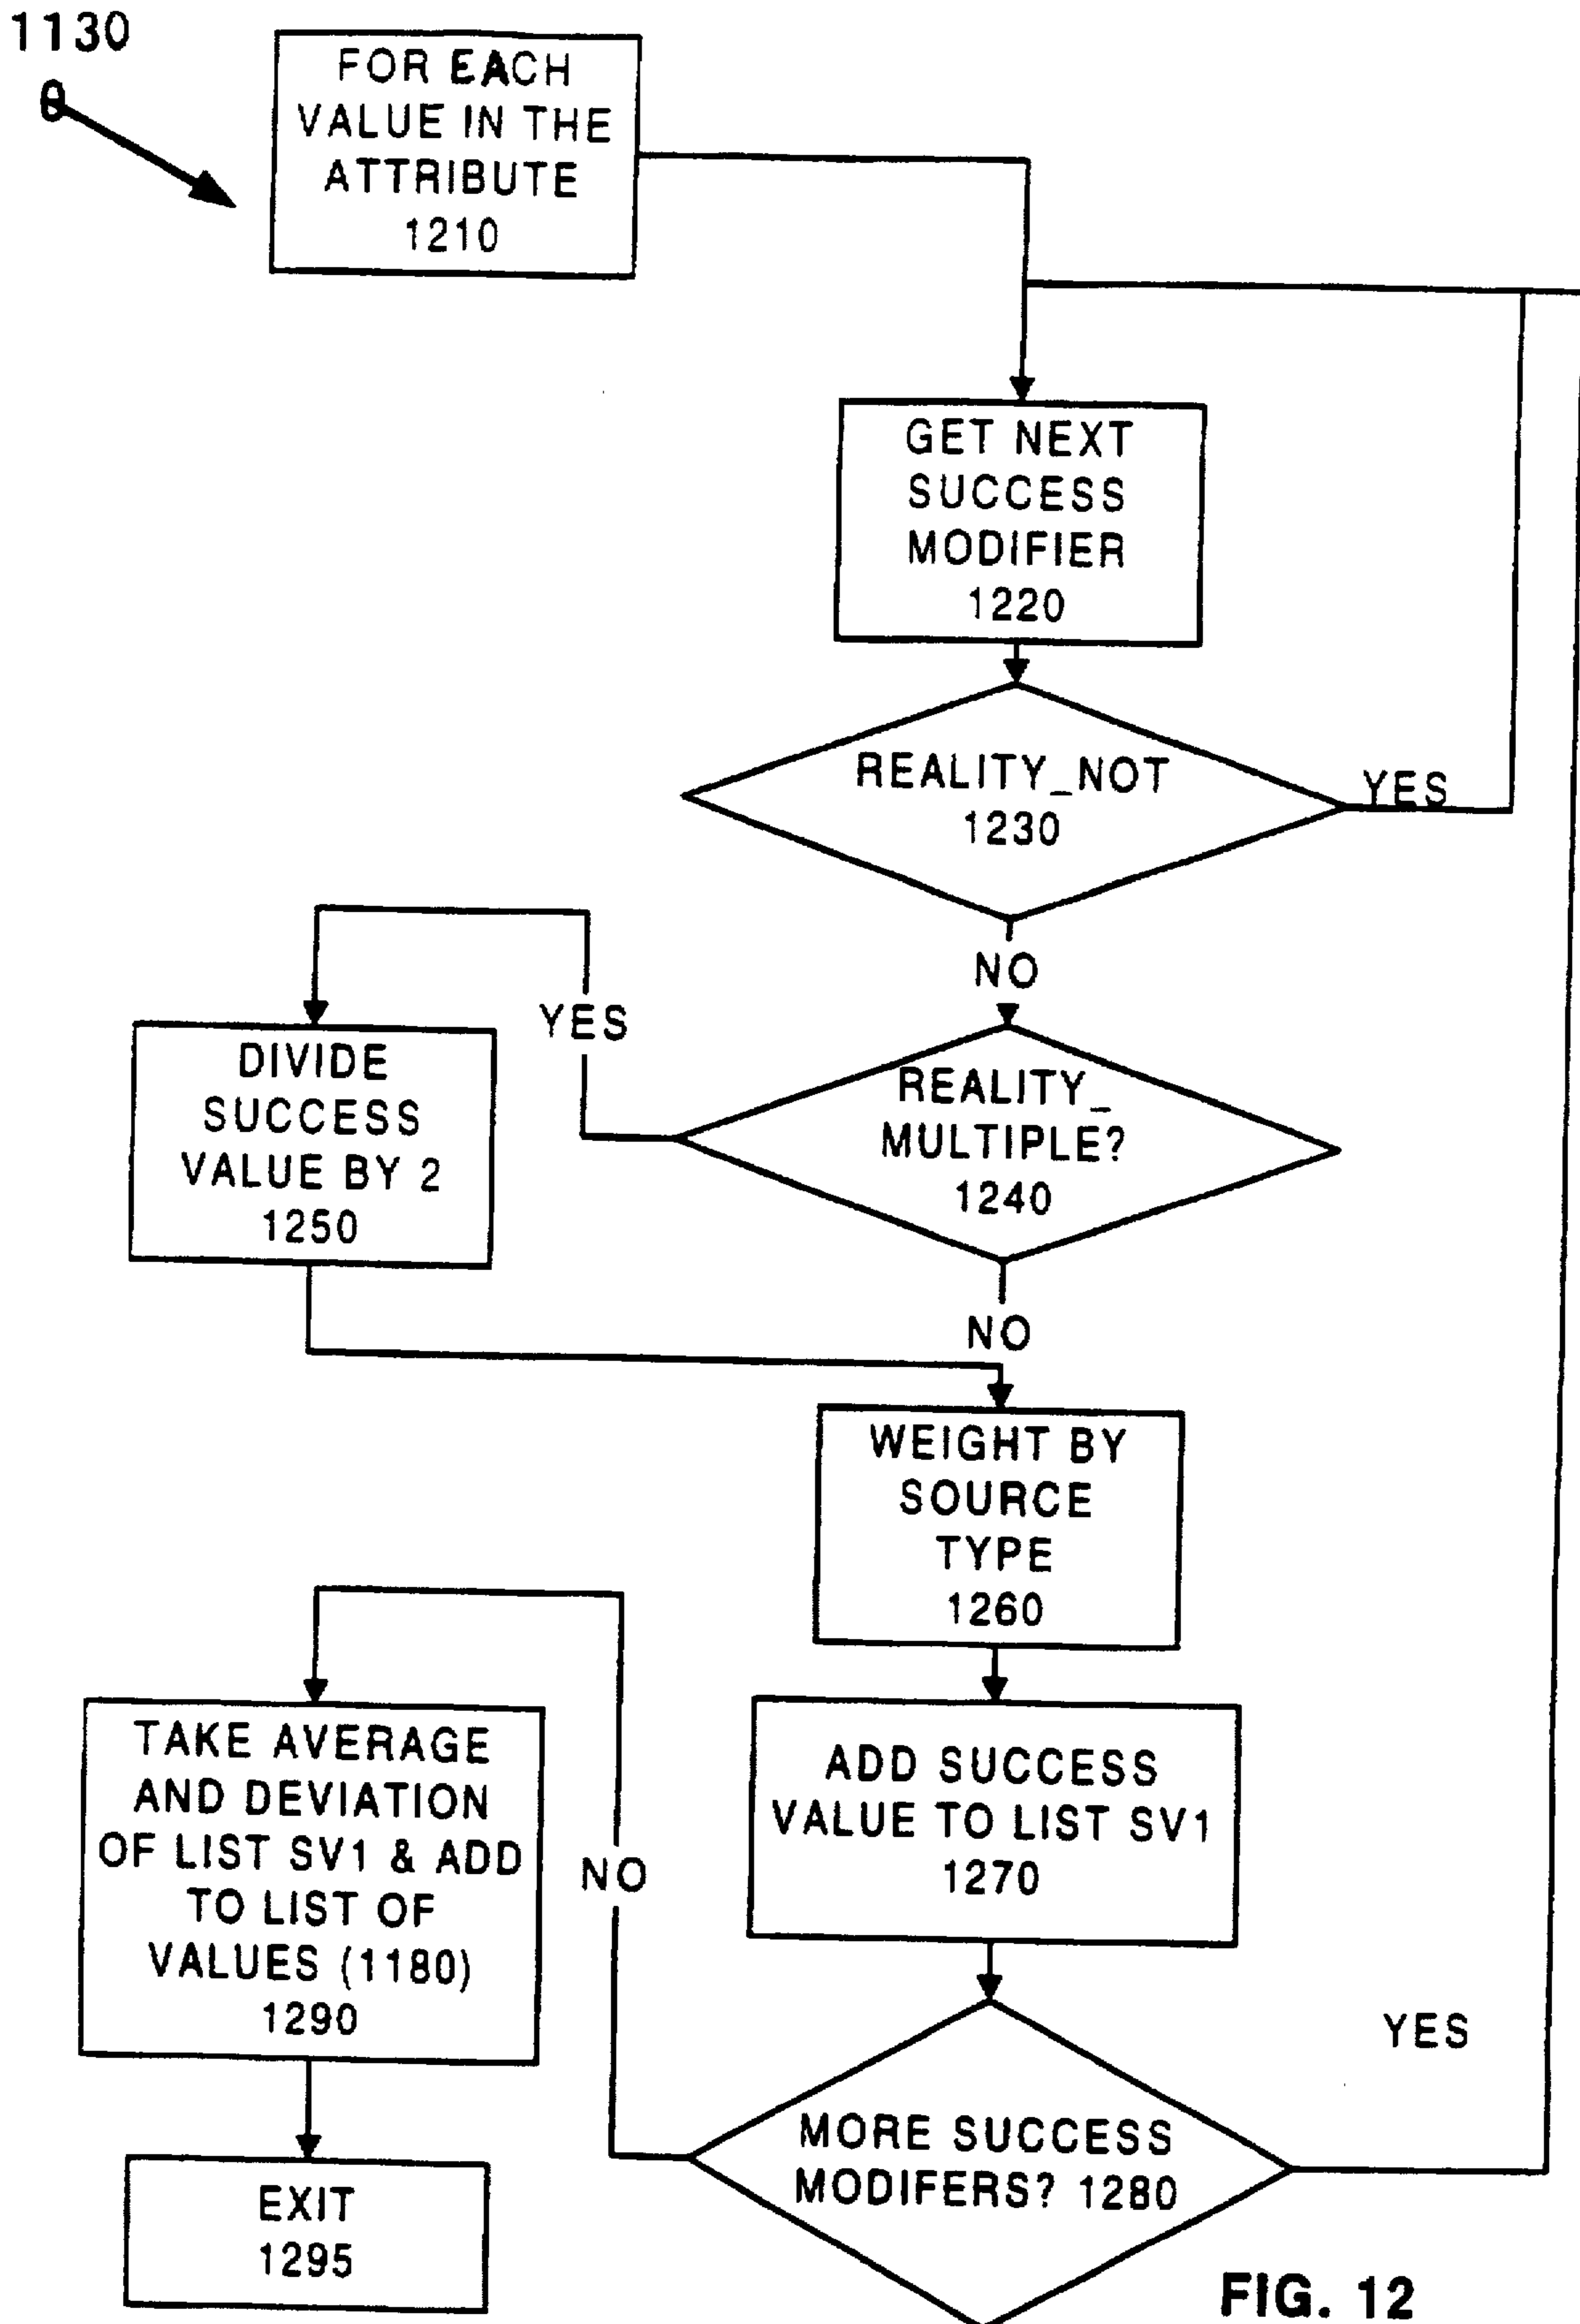 1130
FOR EACH
VALUE IN THE
ATTRIBUTE
1210
GET NEXT
SUCCESS
MODIFIER
1220
REALITY_NOT
1230
YES
NO
YES
DIVIDE
SUCCESS
VALUE BY 2
1250
REALITY_
MULTIPLE?
1240
NO
WEIGHT BY
SOURCE
TYPE
1260
ADD SUCCESS
VALUE TO LIST SV1
1270
TAKE AVERAGE
AND DEVIATION
OF LIST SV1 & ADD
TO LIST OF
VALUES (1180)
1290
NO
YES
MORE SUCCESS
MODIFERS? 1280
EXIT
1295
FIG. 12